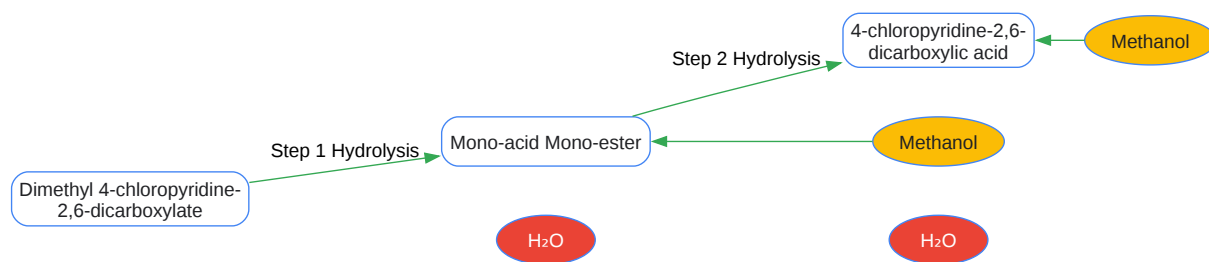 4-chloropyridine-2,6-
dicarboxylic acid
Methanol
Step 2 Hydrolysis
Mono-acid Mono-ester
Methanol
Step 1 Hydrolysis
Dimethyl 4-chloropyridine-
2,6-dicarboxylate
H₂O
H₂O